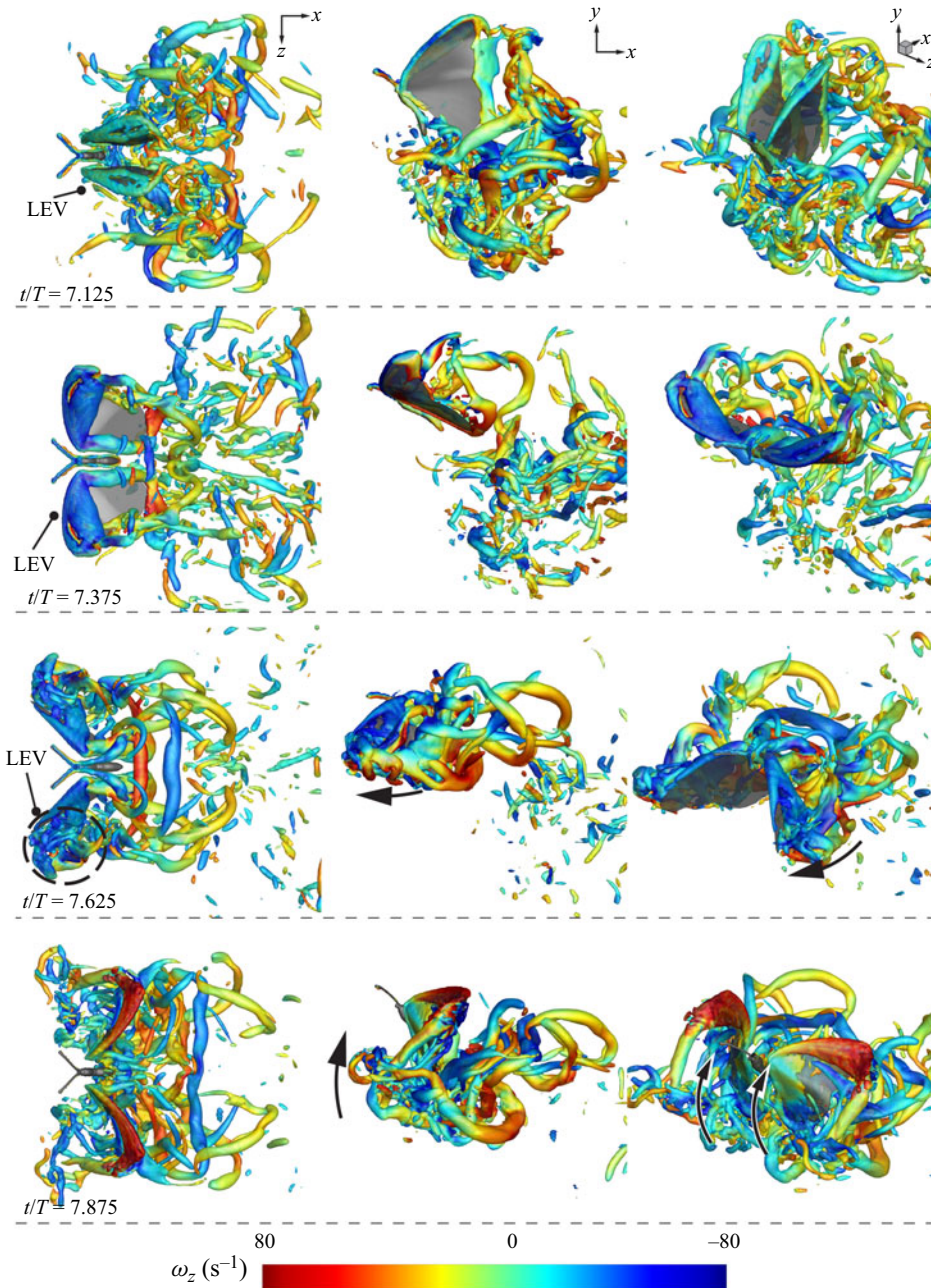 x
z
y
x
y
x
z
LEV
t/T = 7.125
LEV
t/T = 7.375
LEV
t/T = 7.625
t/T = 7.875
80 0 –80
ωz (s–1)